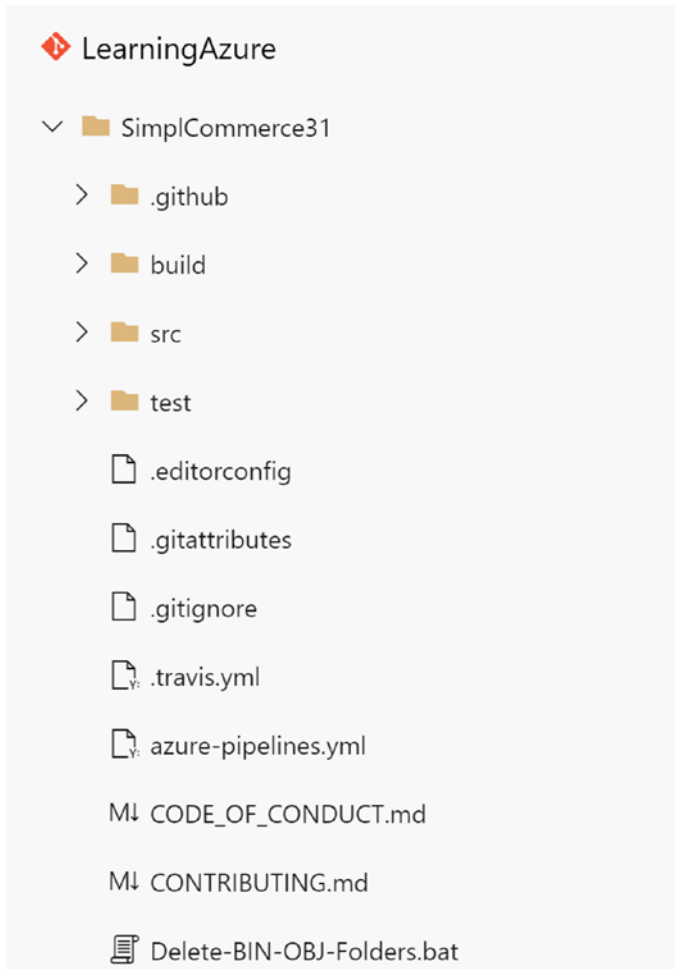 LearningAzure
SimplCommerce31
.github
build
src
test
.editorconfig
.gitattributes
.gitignore
Y: .travis.yml
Y: azure-pipelines.yml
M↓ CODE_OF_CONDUCT.md
M↓ CONTRIBUTING.md
Delete-BIN-OBJ-Folders.bat